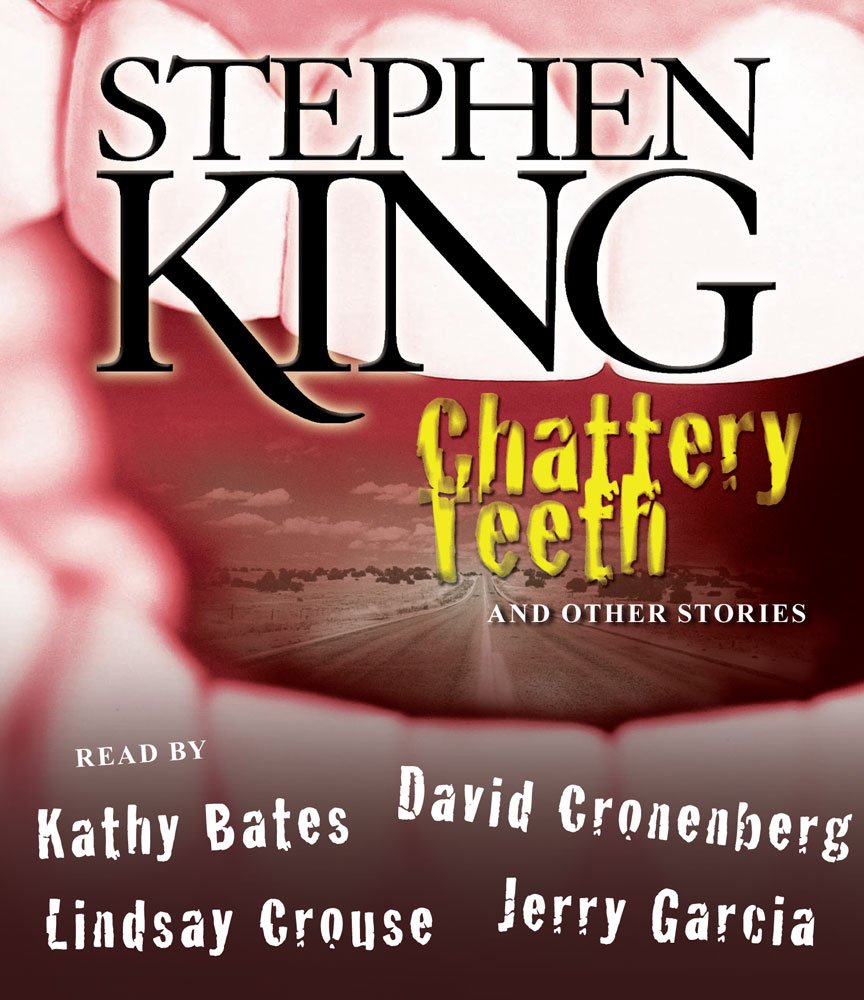 STEPHEN
KING
Chattery
Teeth
AND OTHER STORIES
READ BY
Kathy Bates
David Cronenberg
Lindsay Crouse
Jerry Garcia